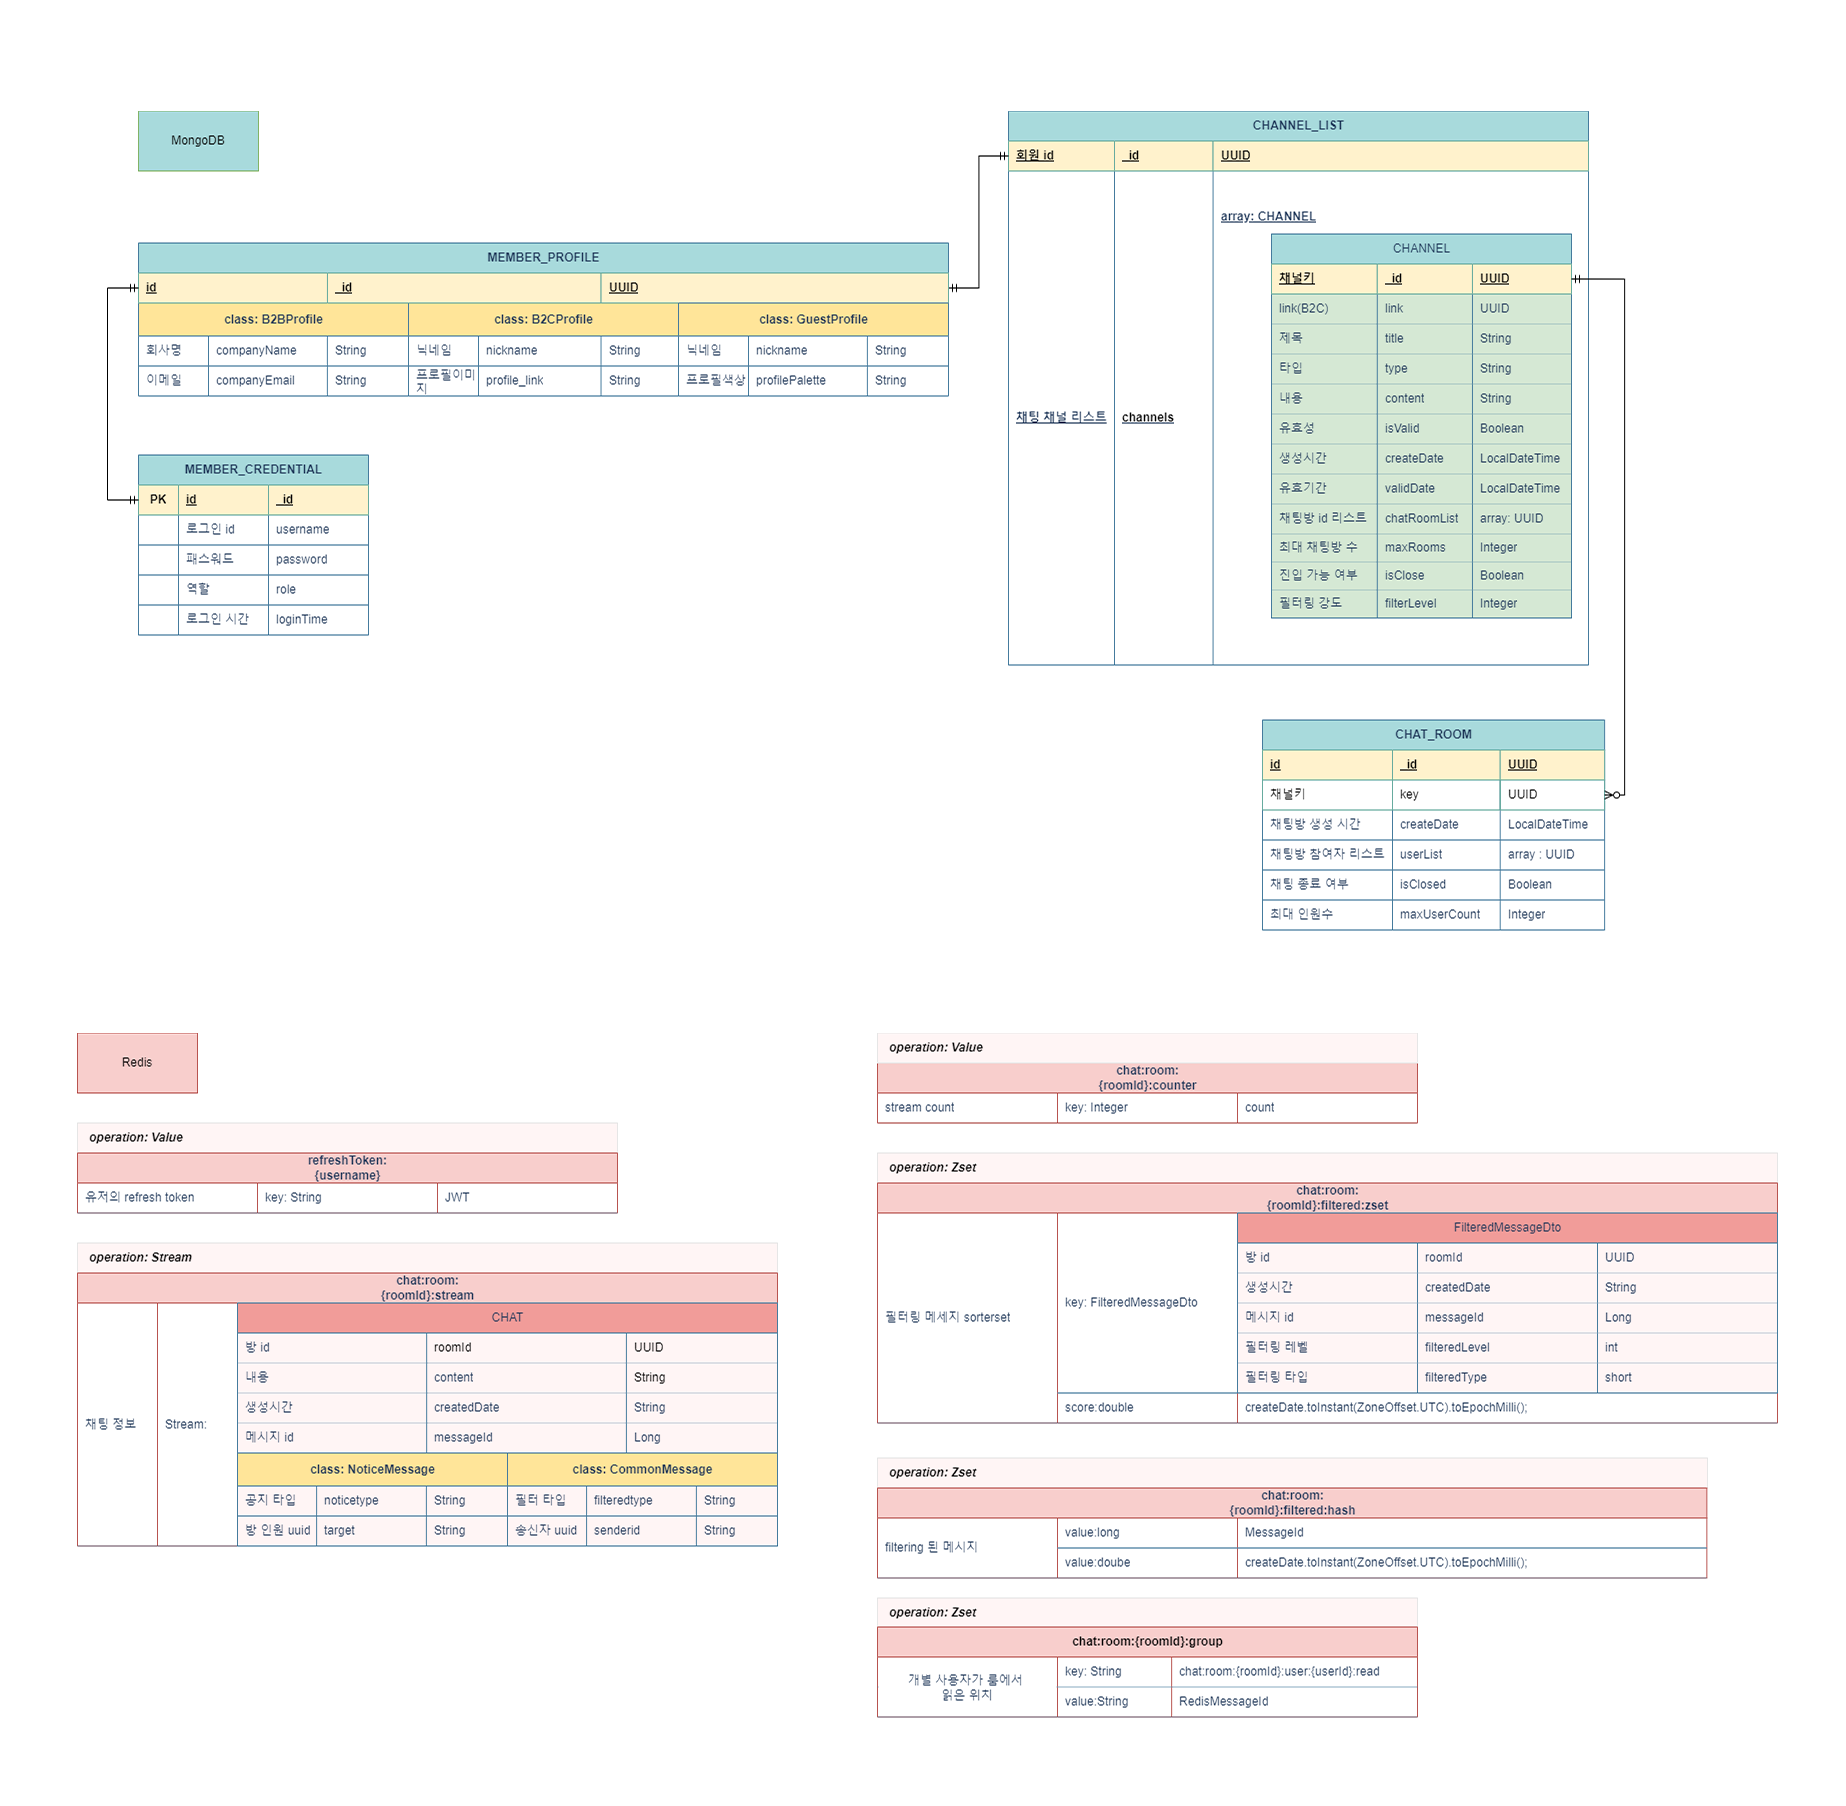 MongoDB
MEMBER_PROFILE
id _id UUID
class: B2BProfile class: B2CProfile class: GuestProfile
회사명 companyName String 닉네임 nickname String 닉네임 nickname String
이메일 companyEmail String 프로필이미지 profile_link String 프로필색상 profilePalette String
MEMBER_CREDENTIAL
PK id _id
로그인 id username
패스워드 password
역할 role
로그인 시간 loginTime
CHANNEL_LIST
회원 id _id UUID
채팅 채널 리스트 channels
array: CHANNEL
CHANNEL
채널키 _id UUID
link(B2C) link UUID
제목 title String
타입 type String
내용 content String
유효성 isValid Boolean
생성시간 createDate LocalDateTime
유효기간 validDate LocalDateTime
채팅방 id 리스트 chatRoomList array: UUID
최대 채팅방 수 maxRooms Integer
진입 가능 여부 isClose Boolean
필터링 강도 filterLevel Integer
CHAT_ROOM
id _id UUID
채널키 key UUID
채팅방 생성 시간 createDate LocalDateTime
채팅방 참여자 리스트 userList array : UUID
채팅 종료 여부 isClosed Boolean
최대 인원수 maxUserCount Integer
Redis
operation: Value
refreshToken:
{username}
유저의 refresh token key: String JWT
operation: Stream
chat:room:
{roomId}:stream
채팅 정보 Stream:
CHAT
방 id roomId UUID
내용 content String
생성시간 createdDate String
메시지 id messageId Long
class: NoticeMessage class: CommonMessage
공지 타입 noticetype String 필터 타입 filteredtype String
방 인원 uuid target String 송신자 uuid senderid String
operation: Value
chat:room:
{roomId}:counter
stream count key: Integer count
operation: Zset
chat:room:
{roomId}:filtered:zset
필터링 메세지 sorterset key: FilteredMessageDto
FilteredMessageDto
방 id roomId UUID
생성시간 createdDate String
메시지 id messageId Long
필터링 레벨 filteredLevel int
필터링 타입 filteredType short
score:double createDate.toInstant(ZoneOffset.UTC).toEpochMilli();
operation: Zset
chat:room:
{roomId}:filtered:hash
filtering 된 메시지
value:long MessageId
value:doube createDate.toInstant(ZoneOffset.UTC).toEpochMilli();
operation: Zset
chat:room:{roomId}:group
개별 사용자가 룸에서
읽은 위치
key: String chat:room:{roomId}:user:{userId}:read
value:String RedisMessageId